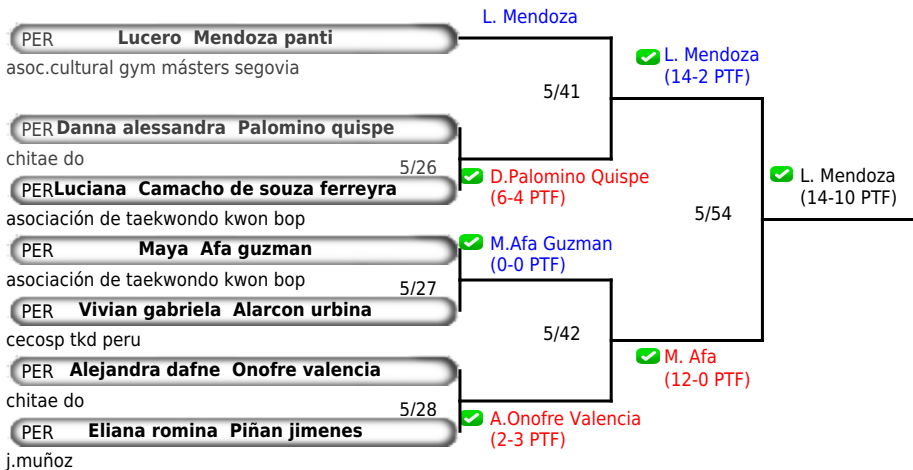 L. Mendoza
PER Lucero Mendoza panti
asoc.cultural gym másters segovia
L. Mendoza
(14-2 PTF)
5/41
PER Danna alessandra Palomino quispe
chitae do
5/26
PER Luciana Camacho de souza ferreyra
D.Palomino Quispe
(6-4 PTF)
L. Mendoza
(14-10 PTF)
asociación de taekwondo kwon bop
5/54
PER Maya Afa guzman
M.Afa Guzman
(0-0 PTF)
asociación de taekwondo kwon bop
5/27
PER Vivian gabriela Alarcon urbina
cecosp tkd peru
5/42
PER Alejandra dafne Onofre valencia
M. Afa
(12-0 PTF)
chitae do
5/28
PER Eliana romina Piñan jimenes
A.Onofre Valencia
(2-3 PTF)
j.muñoz